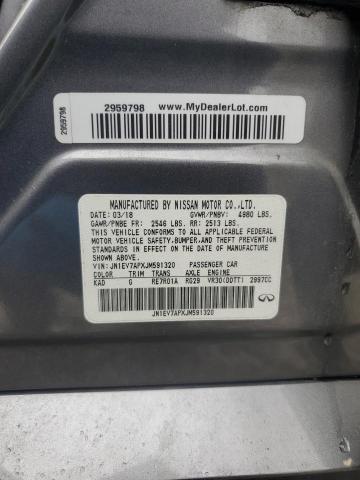 2959798
2959798 www.MyDealerLot.com
MANUFACTURED BY NISSAN MOTOR CO.,LTD.
DATE: 03/18 GVWR/PNBV: 4980 LBS.
GAWR/PNBE FR: 2546 LBS. RR: 2513 LBS.
THIS VEHICLE CONFORMS TO ALL APPLICABLE FEDERAL
MOTOR VEHICLE SAFETY, BUMPER, AND THEFT PREVENTION
STANDARDS IN EFFECT ON THE DATE OF MANUFACTURE
SHOWN ABOVE.
VIN: JN1EV7APXJM591320 PASSENGER CAR
COLOR TRIM TRANS AXLE ENGINE
KAD G RE7R01A RG29 VR30(DDTT) 2997CC
JN1EV7APXJM591320